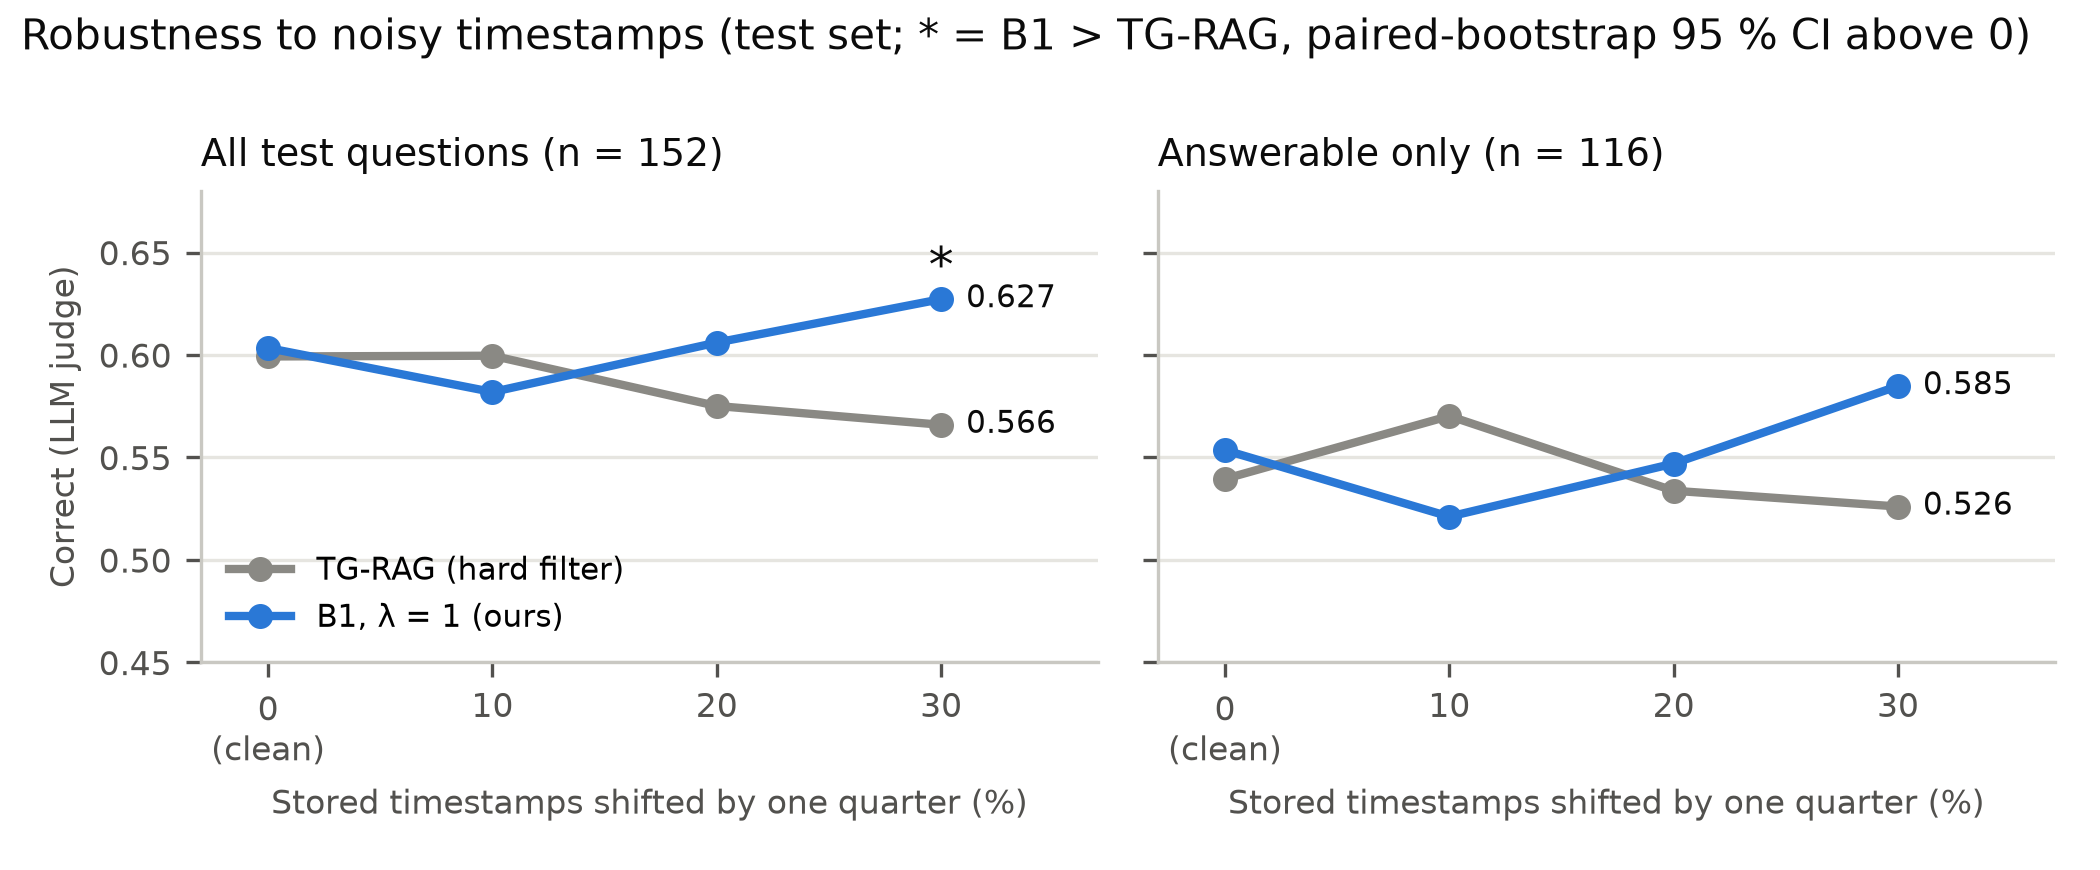 Robustness to noisy timestamps (test set; * = B1 > TG-RAG, paired-bootstrap 95 % CI above 0)
All test questions (n = 152)
Correct (LLM judge)
0.65
0.60
0.55
0.50
0.45
*
0.627
0.566
TG-RAG (hard filter)
B1, λ = 1 (ours)
0
(clean)
10
20
30
Stored timestamps shifted by one quarter (%)
Answerable only (n = 116)
0.585
0.526
0
(clean)
10
20
30
Stored timestamps shifted by one quarter (%)